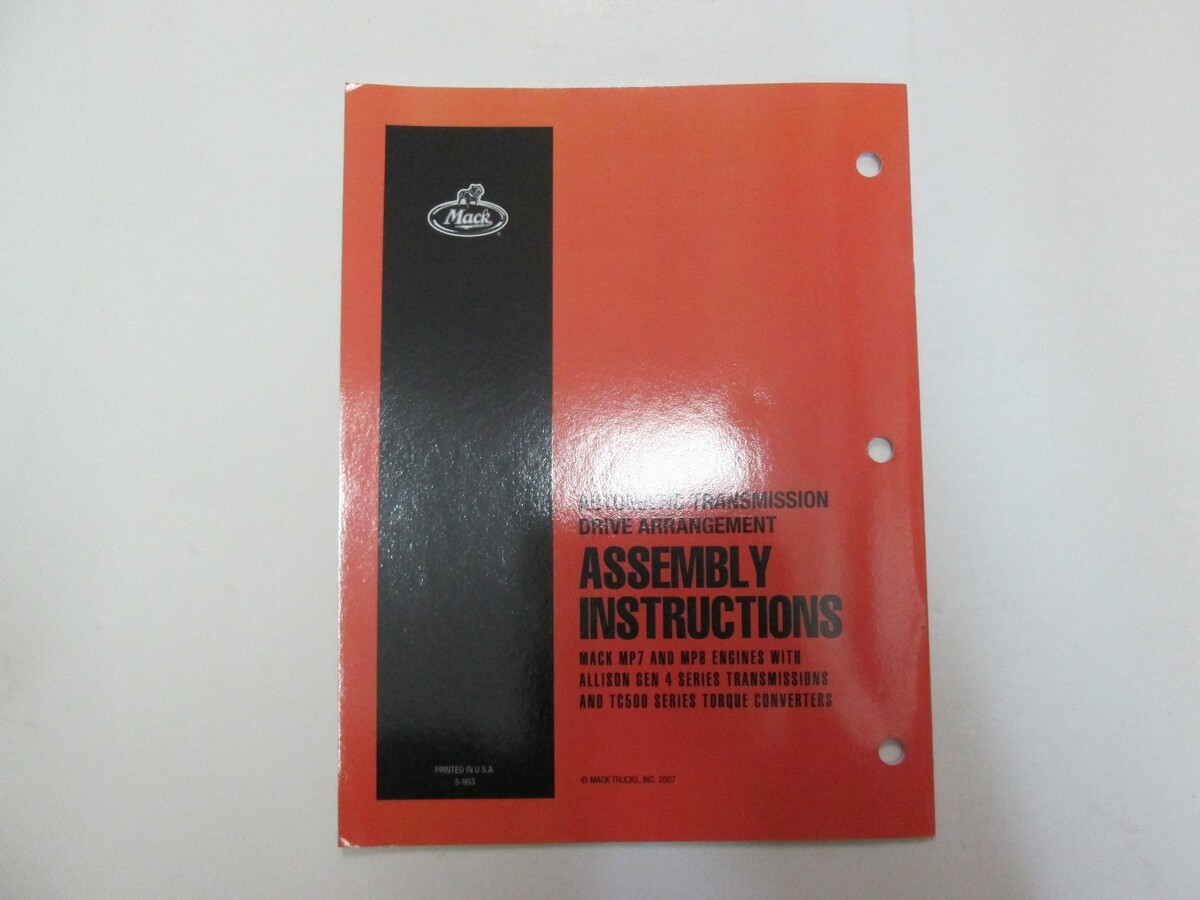 Mack
AUTOMATIC TRANSMISSION
DRIVE ARRANGEMENT
ASSEMBLY
INSTRUCTIONS
MACK MP7 AND MP8 ENGINES WITH
ALLISON GEN 4 SERIES TRANSMISSIONS
AND TC500 SERIES TORQUE CONVERTERS
PRINTED IN U.S.A.
5-903
© MACK TRUCKS, INC. 2007